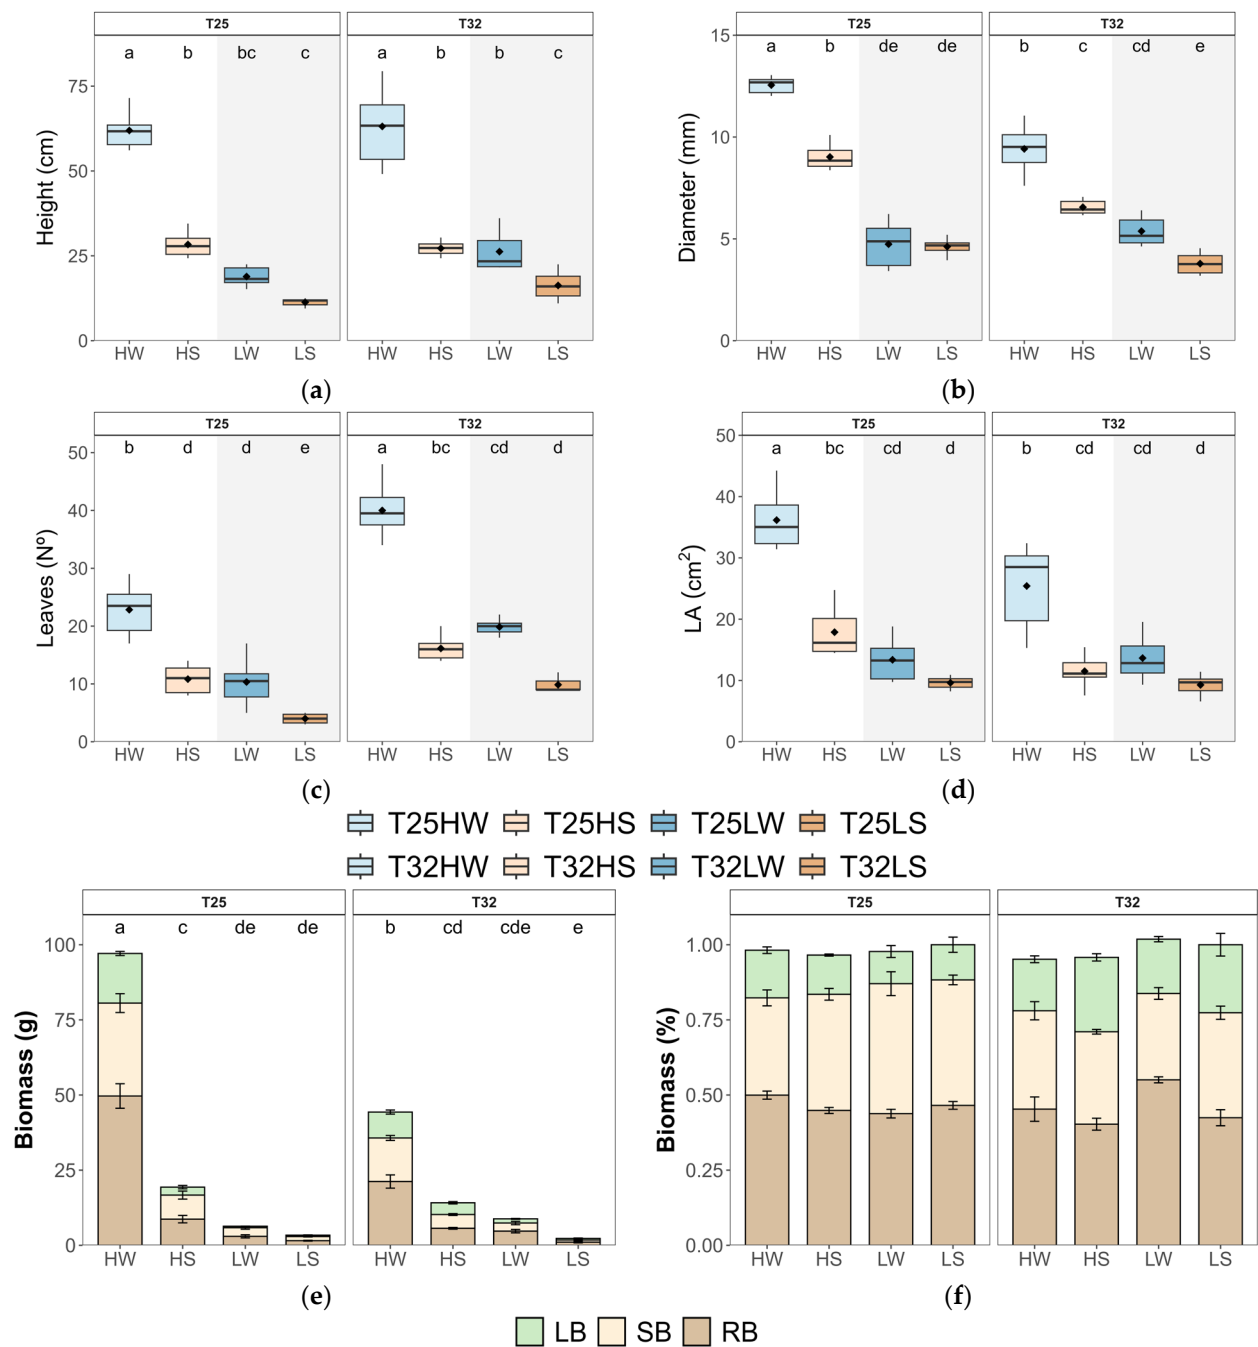 T25 T32
a b bc c a b b c
Height (cm)
75
50
25
0
HW HS LW LS HW HS LW LS
(a)
T25 T32
a b de de b c cd e
Diameter (mm)
15
10
5
0
HW HS LW LS HW HS LW LS
(b)
T25 T32
b d d e a bc cd d
Leaves (Nº)
50
40
30
20
10
0
HW HS LW LS HW HS LW LS
(c)
T25 T32
a bc cd d b cd cd d
LA (cm²)
50
40
30
20
10
0
HW HS LW LS HW HS LW LS
(d)
T25HW T25HS T25LW T25LS
T32HW T32HS T32LW T32LS
T25 T32
a c de de b cd cde e
Biomass (g)
100
75
50
25
0
HW HS LW LS HW HS LW LS
(e)
T25 T32
Biomass (%)
1.00
0.75
0.50
0.25
0.00
HW HS LW LS HW HS LW LS
(f)
LB SB RB